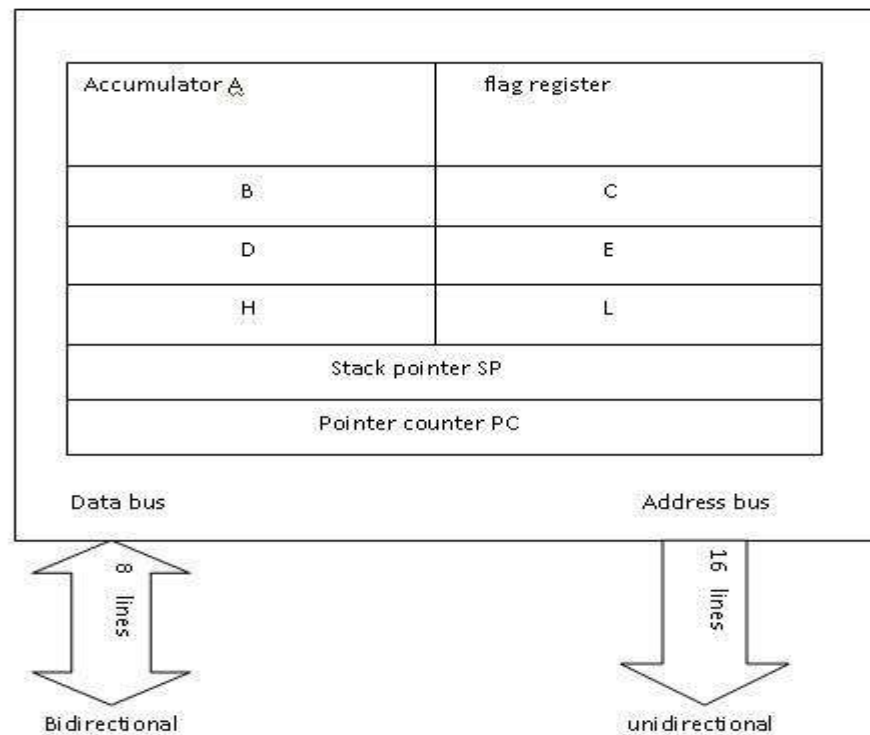 Accumulator A
flag register
B
C
D
E
H
L
Stack pointer SP
Pointer counter PC
Data bus
Address bus
8 lines
16 lines
Bidirectional
unidirectional